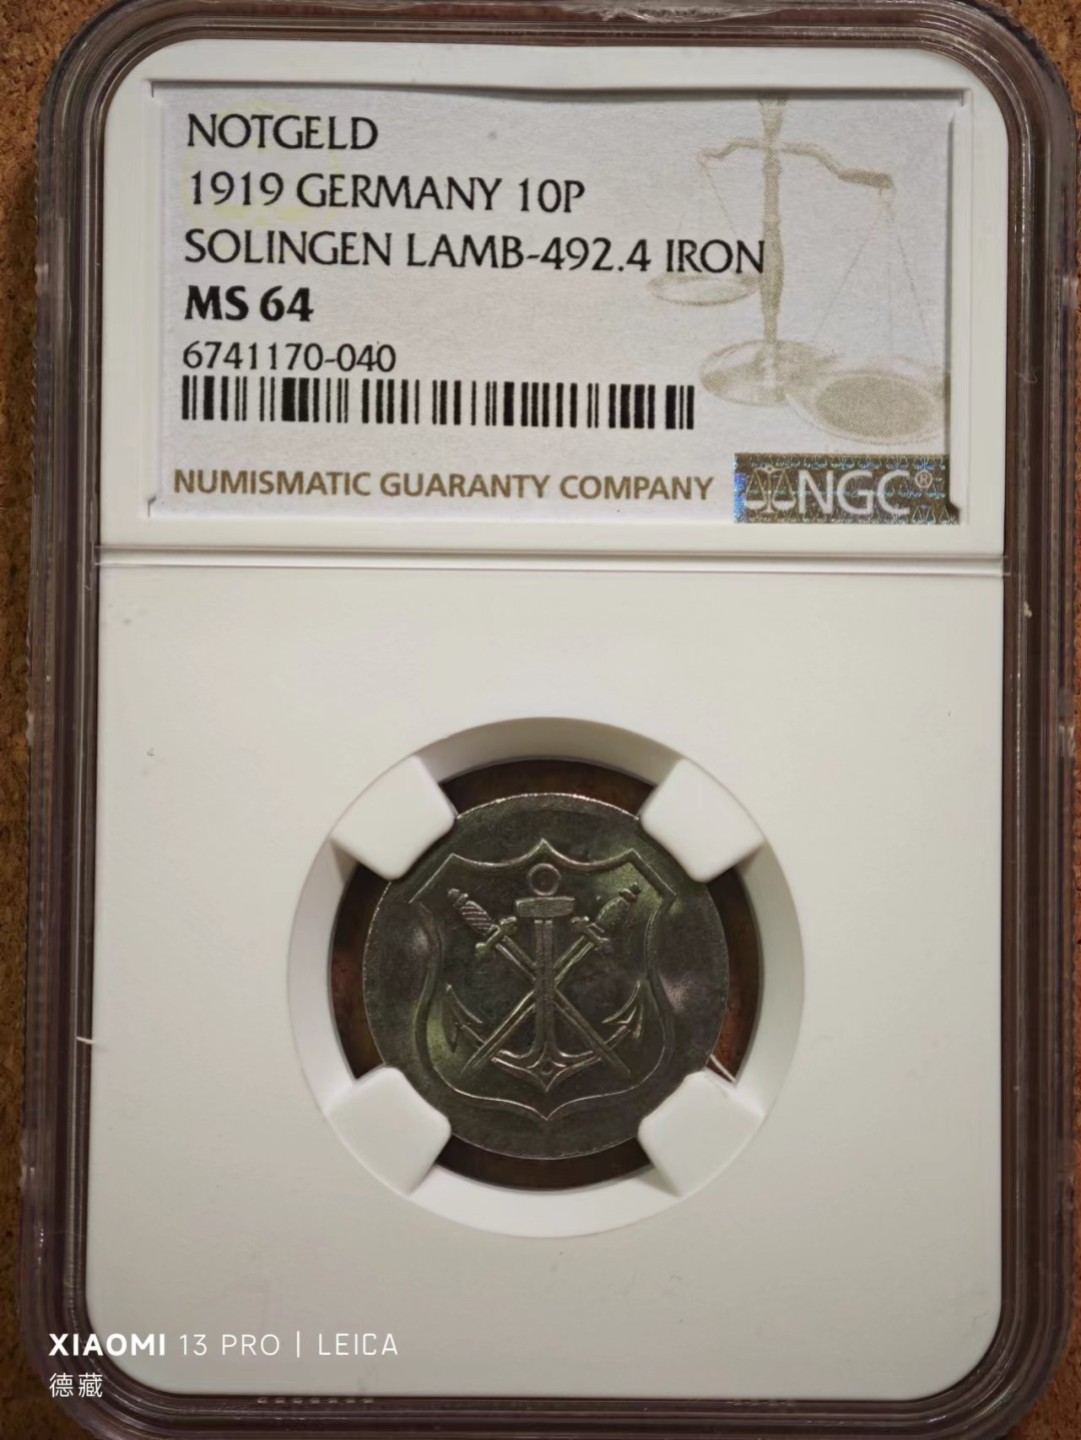 NOTGELD
1919 GERMANY 10P
SOLINGEN LAMB-492.4 IRON
MS 64
6741170-040
NUMISMATIC GUARANTY COMPANY
NGC®
XIAOMI 13 PRO | LEICA
德藏